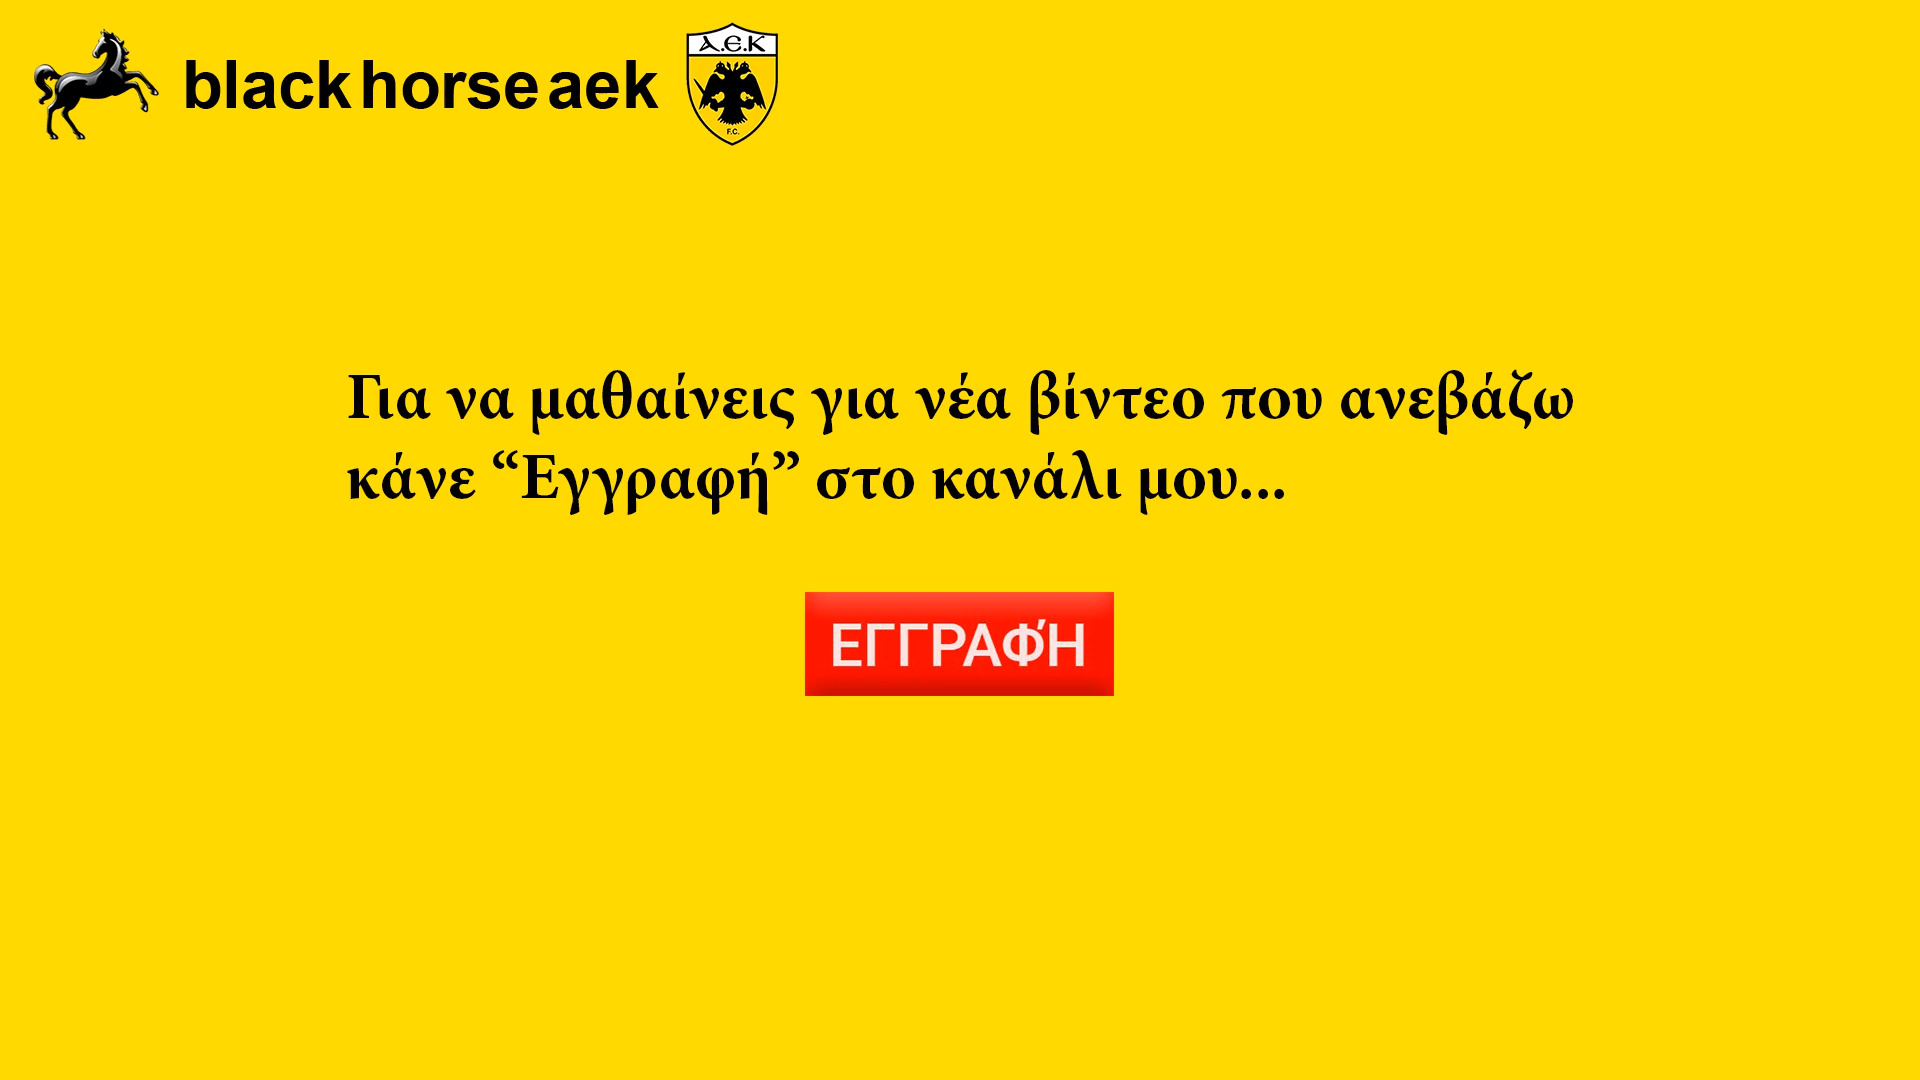 black horse aek
Α.Ε.Κ
F.C.
Για να μαθαίνεις για νέα βίντεο που ανεβάζω
κάνε “Εγγραφή” στο κανάλι μου...
ΕΓΓΡΑΦΉ